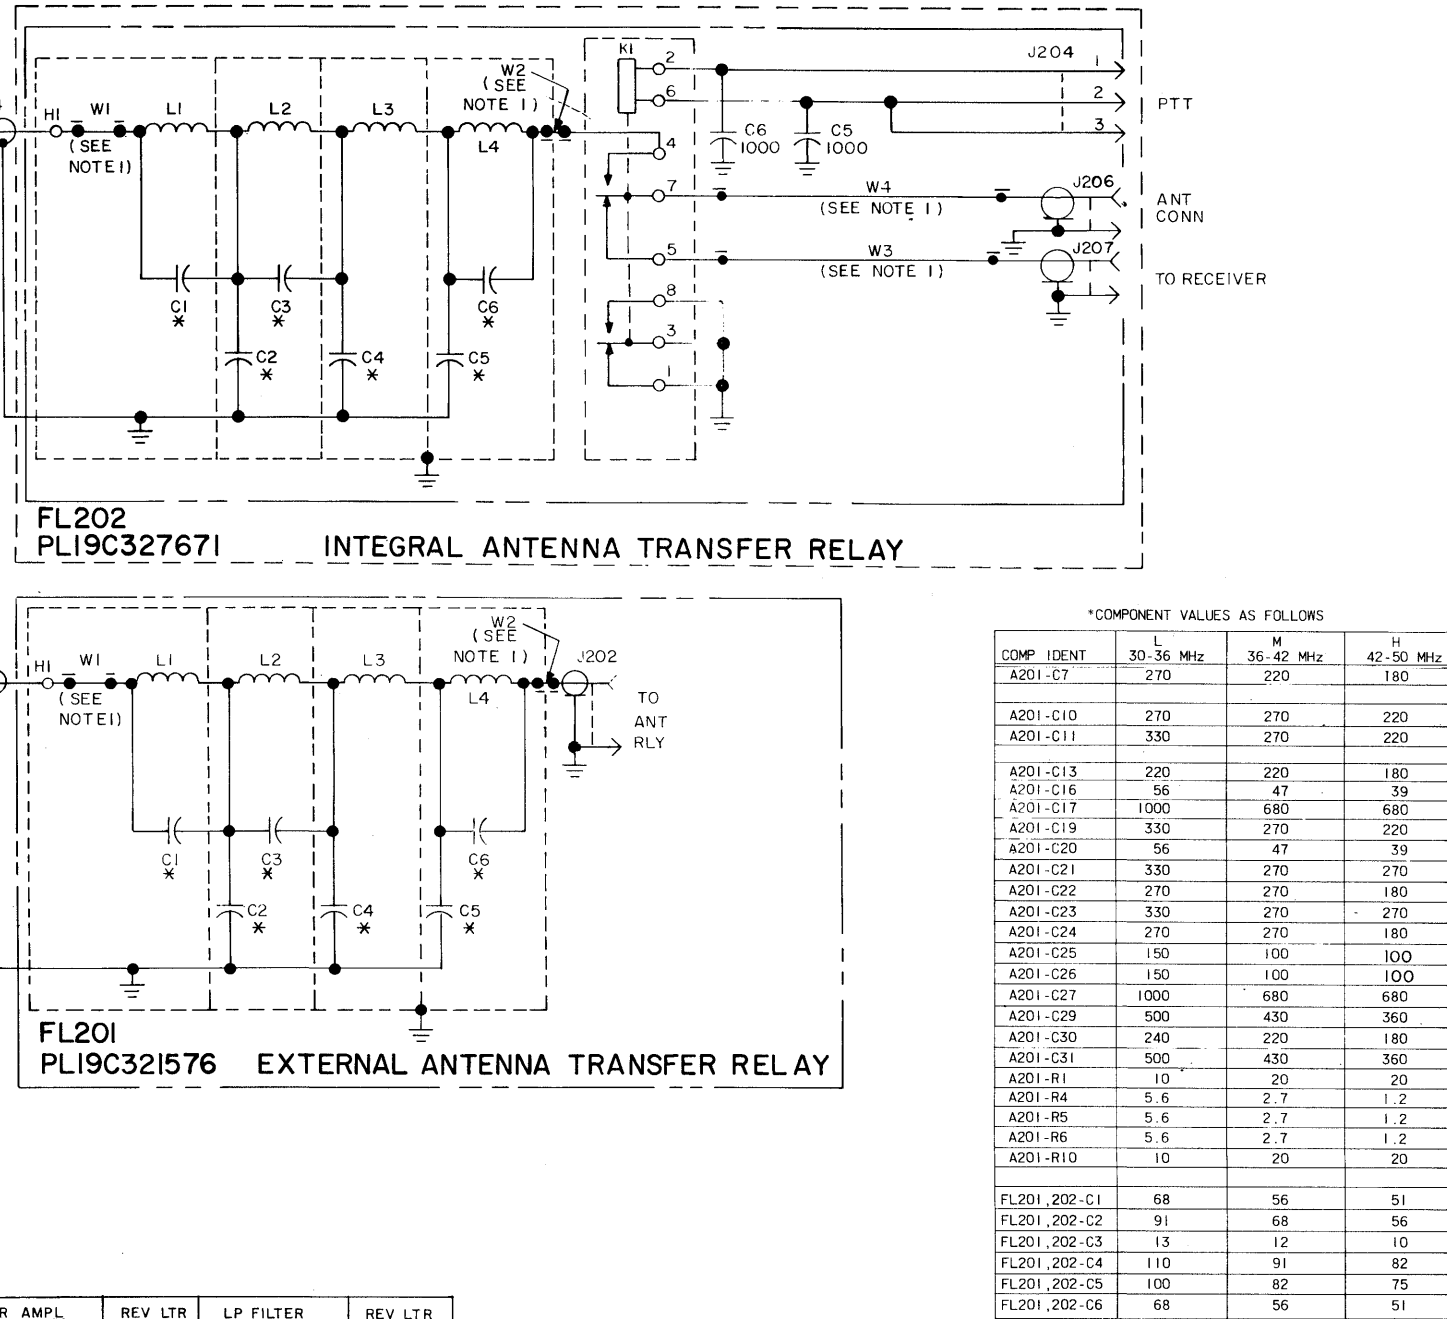 K1
2
J204
1
W2
(SEE
NOTE 1)
H1
W1
L1
L2
L3
L4
(SEE
NOTE1)
6
2
PTT
3
C6
1000
C5
1000
4
7
W4
(SEE NOTE 1)
J206
ANT
CONN
5
W3
(SEE NOTE 1)
J207
TO RECEIVER
8
3
1
C1
*
C3
*
C6
*
C2
*
C4
*
C5
*
FL202
PL19C327671
INTEGRAL ANTENNA TRANSFER RELAY
W2
(SEE
NOTE 1)
J202
H1
W1
L1
L2
L3
L4
(SEE
NOTE1)
TO
ANT
RLY
C1
*
C3
*
C6
*
C2
*
C4
*
C5
*
FL201
PL19C321576 EXTERNAL ANTENNA TRANSFER RELAY
*COMPONENT VALUES AS FOLLOWS
COMP IDENT L 30-36 MHz M 36-42 MHz H 42-50 MHz
A201-C7 270 220 180
A201-C10 270 270 220
A201-C11 330 270 220
A201-C13 220 220 180
A201-C16 56 47 39
A201-C17 1000 680 680
A201-C19 330 270 220
A201-C20 56 47 39
A201-C21 330 270 270
A201-C22 270 270 180
A201-C23 330 270 270
A201-C24 270 270 180
A201-C25 150 100 100
A201-C26 150 100 100
A201-C27 1000 680 680
A201-C29 500 430 360
A201-C30 240 220 180
A201-C31 500 430 360
A201-R1 10 20 20
A201-R4 5.6 2.7 1.2
A201-R5 5.6 2.7 1.2
A201-R6 5.6 2.7 1.2
A201-R10 10 20 20
FL201,202-C1 68 56 51
FL201,202-C2 91 68 56
FL201,202-C3 13 12 10
FL201,202-C4 110 91 82
FL201,202-C5 100 82 75
FL201,202-C6 68 56 51
R AMPL REV LTR LP FILTER REV LTR